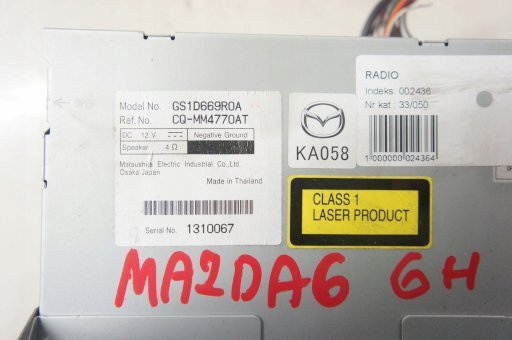 OPEN
Model No. GS1D669R0A
Ref. No. CQ-MM4770AT
DC 12 V Negative Ground
Speaker 4 Ω
Matsushita Electric Industrial Co.,Ltd.
Osaka Japan
Made in Thailand
Serial No. 1310067
KA058
RADIO
Indeks 002436
Nr kat.: 33/050
1 000000 024364
CLASS 1
LASER PRODUCT
MA2DA6 GH